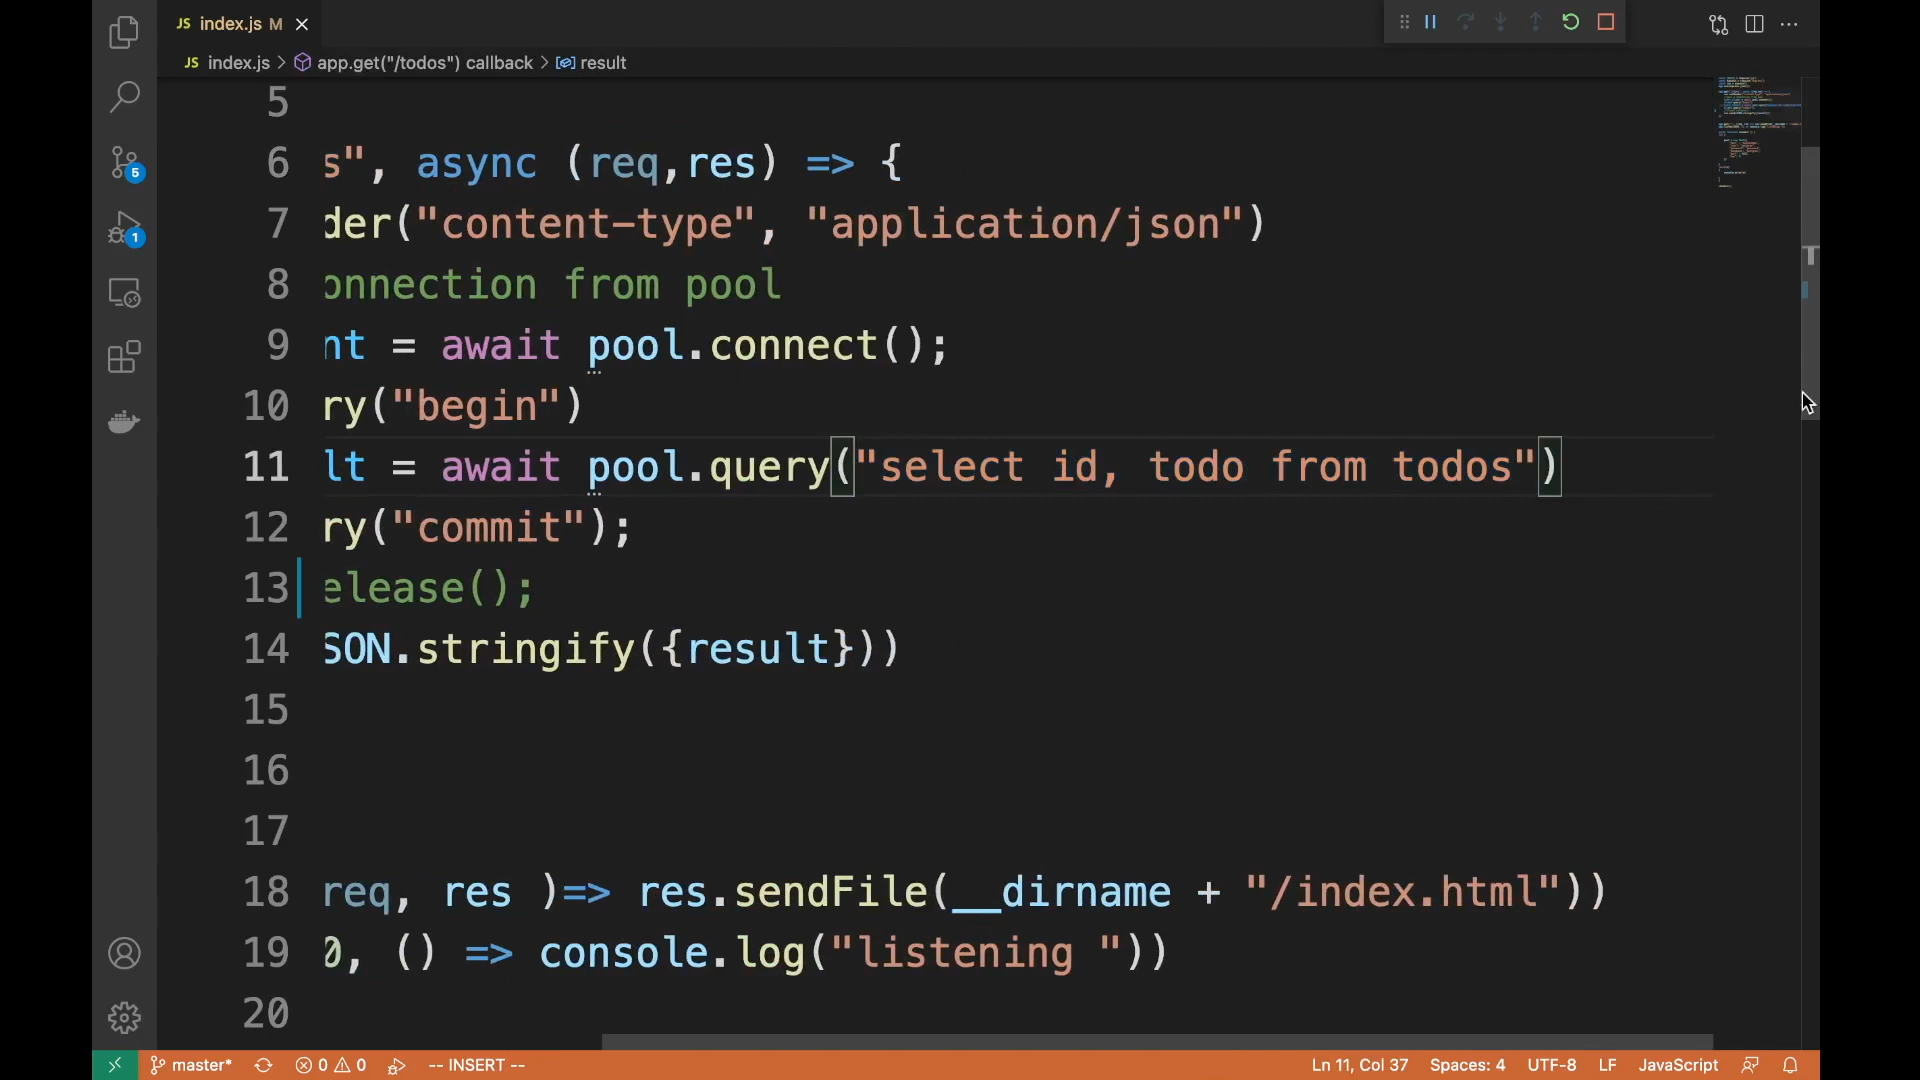 JS index.js M
JS index.js > app.get("/todos") callback > result
5
6 s", async (req,res) => {
7 der("content-type", "application/json")
8 onnection from pool
9 nt = await pool.connect();
10 ry("begin")
11 lt = await pool.query("select id, todo from todos")
12 ry("commit");
13 elease();
14 SON.stringify({result}))
15
16
17
18 req, res )=> res.sendFile(__dirname + "/index.html"))
19 0, () => console.log("listening "))
20
5
1
master* 0 0 -- INSERT -- Ln 11, Col 37 Spaces: 4 UTF-8 LF JavaScript